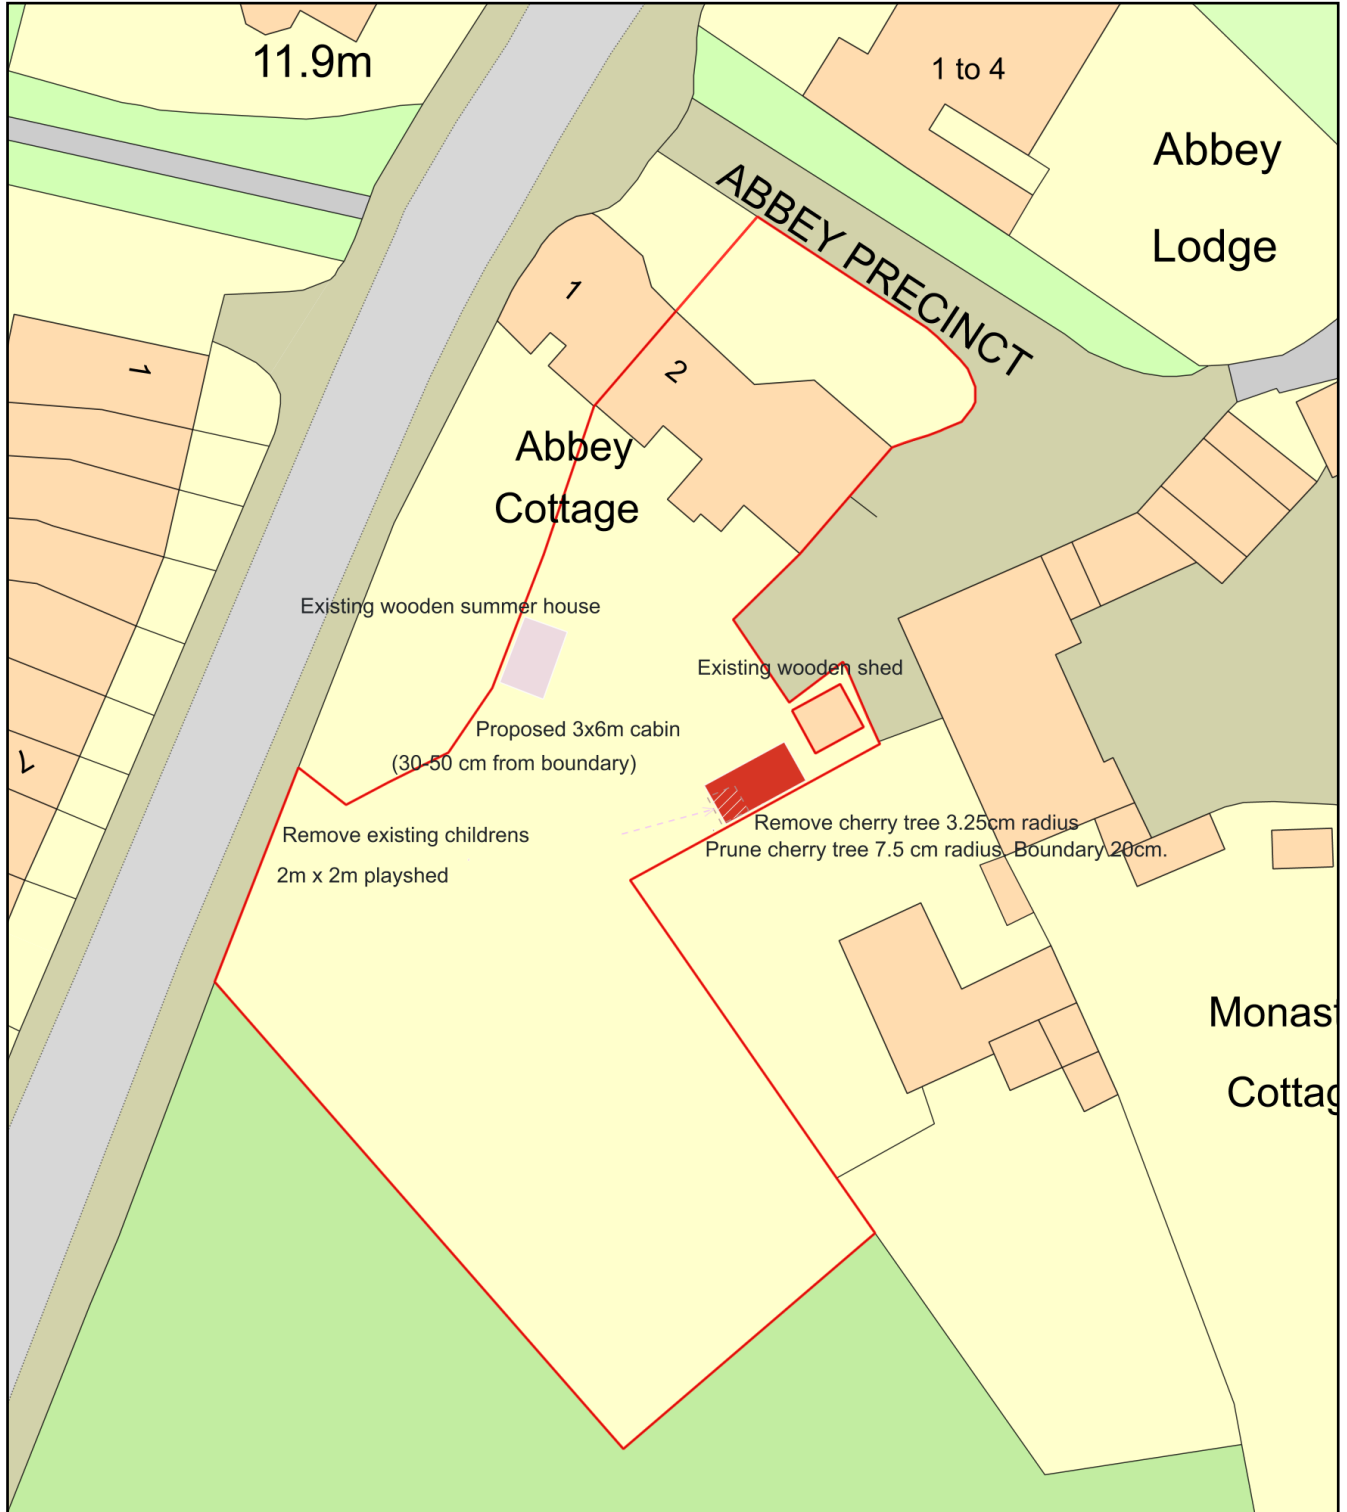 11.9m
1 to 4
Abbey
Lodge
ABBEY PRECINCT
1
2
1
Abbey
Cottage
Existing wooden summer house
Existing wooden shed
Proposed 3x6m cabin
(30-50 cm from boundary)
7
Remove existing childrens
2m x 2m playshed
Remove cherry tree 3.25cm radius
Prune cherry tree 7.5 cm radius. Boundary 20cm.
Monast
Cottag